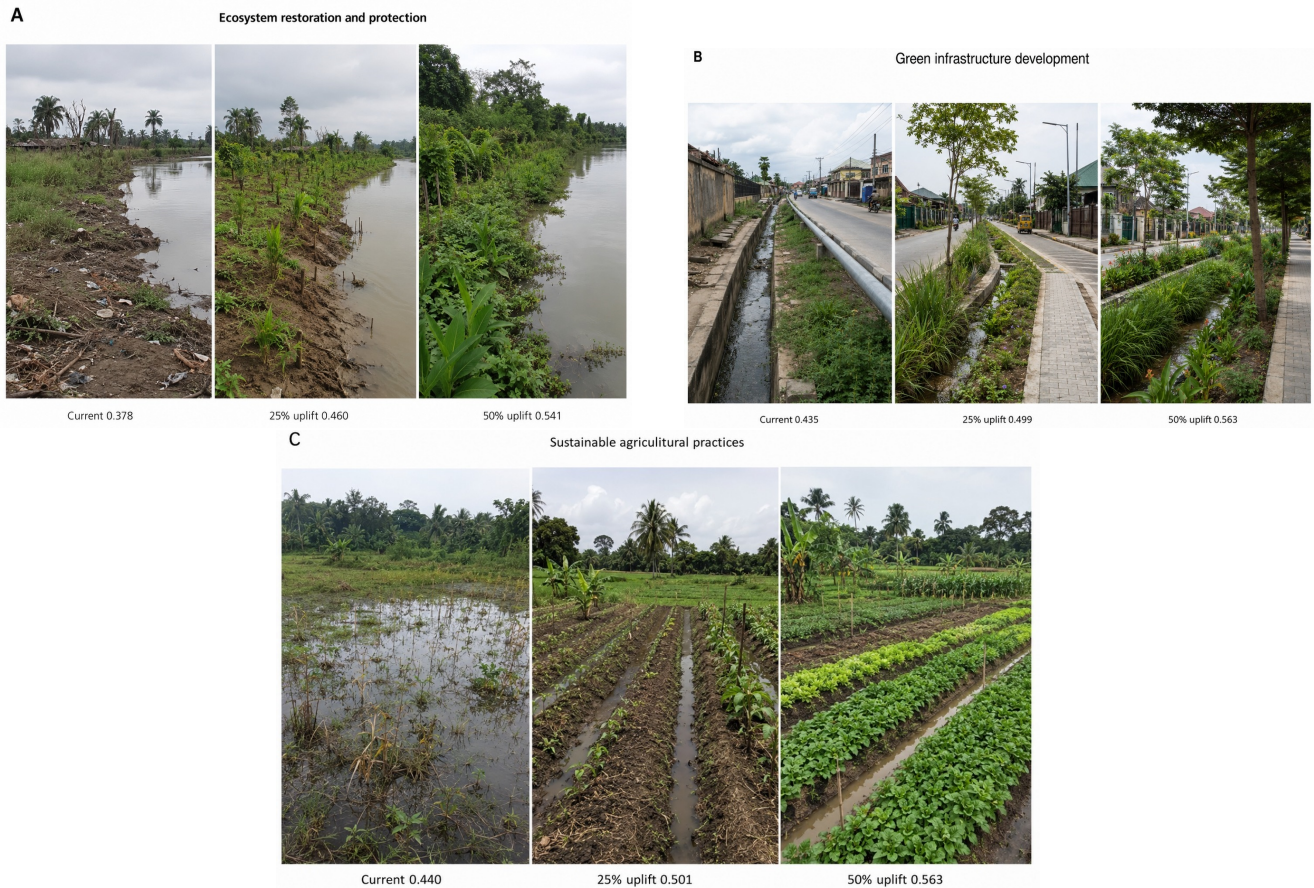 A
Ecosystem restoration and protection
Current 0.378
25% uplift 0.460
50% uplift 0.541
B
Green infrastructure development
Current 0.435
25% uplift 0.499
50% uplift 0.563
C
Sustainable agriculitural practices
Current 0.440
25% uplift 0.501
50% uplift 0.563